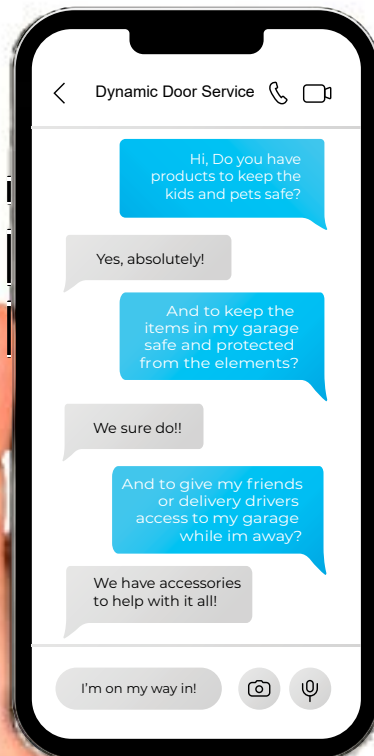 Dynamic Door Service
Hi, Do you have
products to keep the
kids and pets safe?
Yes, absolutely!
And to keep the
items in my garage
safe and protected
from the elements?
We sure do!!
And to give my friends
or delivery drivers
access to my garage
while im away?
We have accessories
to help with it all!
I'm on my way in!